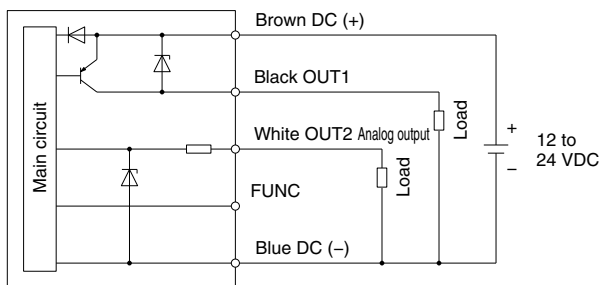 Main circuit
Brown DC (+)
Black OUT1
White OUT2 Analog output
FUNC
Blue DC (−)
Load
Load
+
−
12 to
24 VDC